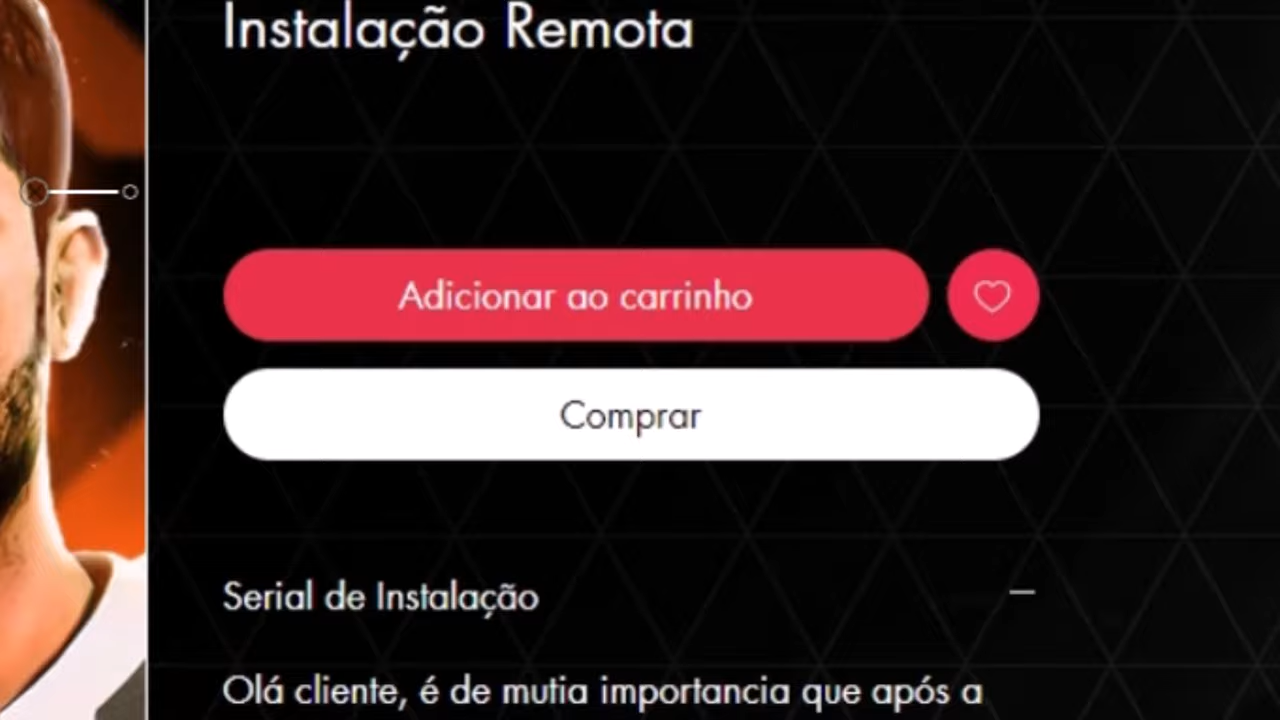 Instalação Remota
Adicionar ao carrinho
Comprar
Serial de Instalação
Olá cliente, é de mutia importancia que após a